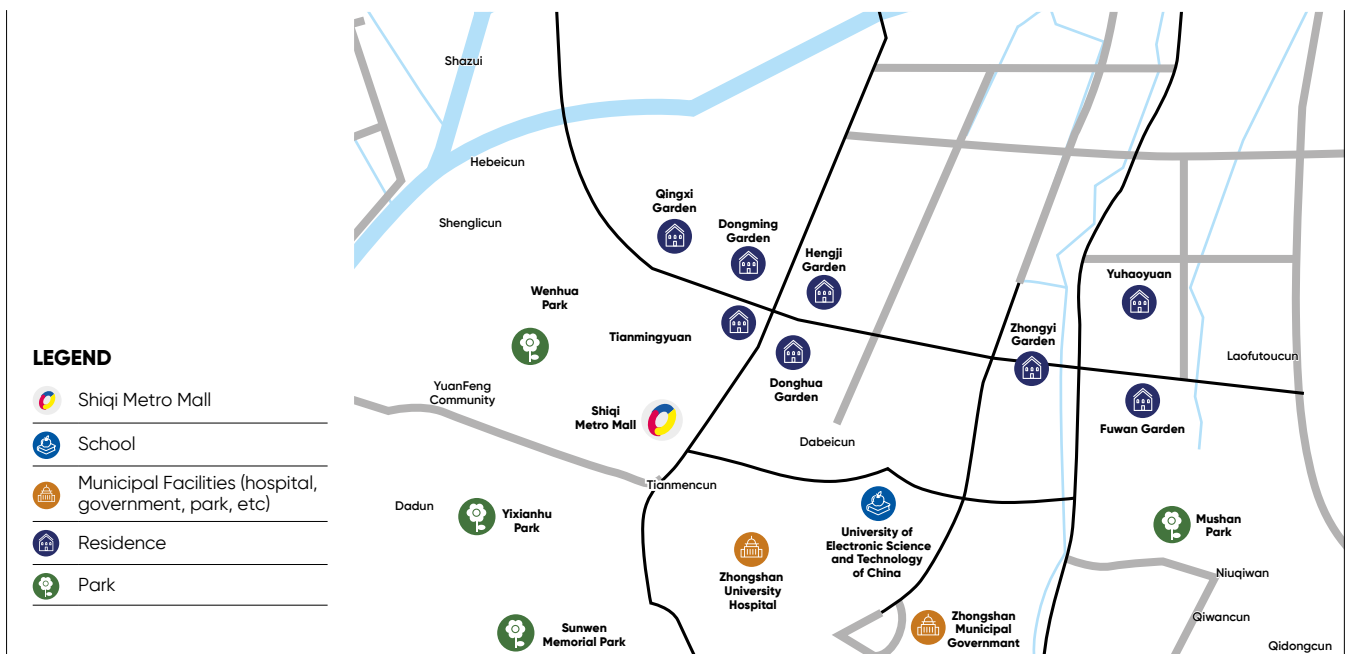 LEGEND
Shiqi Metro Mall
School
Municipal Facilities (hospital,
government, park, etc)
Residence
Park
Shazui
Hebeicun
Shenglicun
Qingxi
Garden
Dongming
Garden
Hengji
Garden
Wenhua
Park
Tianmingyuan
Donghua
Garden
Zhongyi
Garden
Yuhaoyuan
Laofutoucun
Fuwan Garden
YuanFeng
Community
Shiqi
Metro Mall
Dabeicun
Tianmencun
Dadun
Yixianhu
Park
University of
Electronic Science
and Technology
of China
Mushan
Park
Zhongshan
University
Hospital
Niuqiwan
Qiwancun
Qidongcun
Sunwen
Memorial Park
Zhongshan
Municipal
Governmant